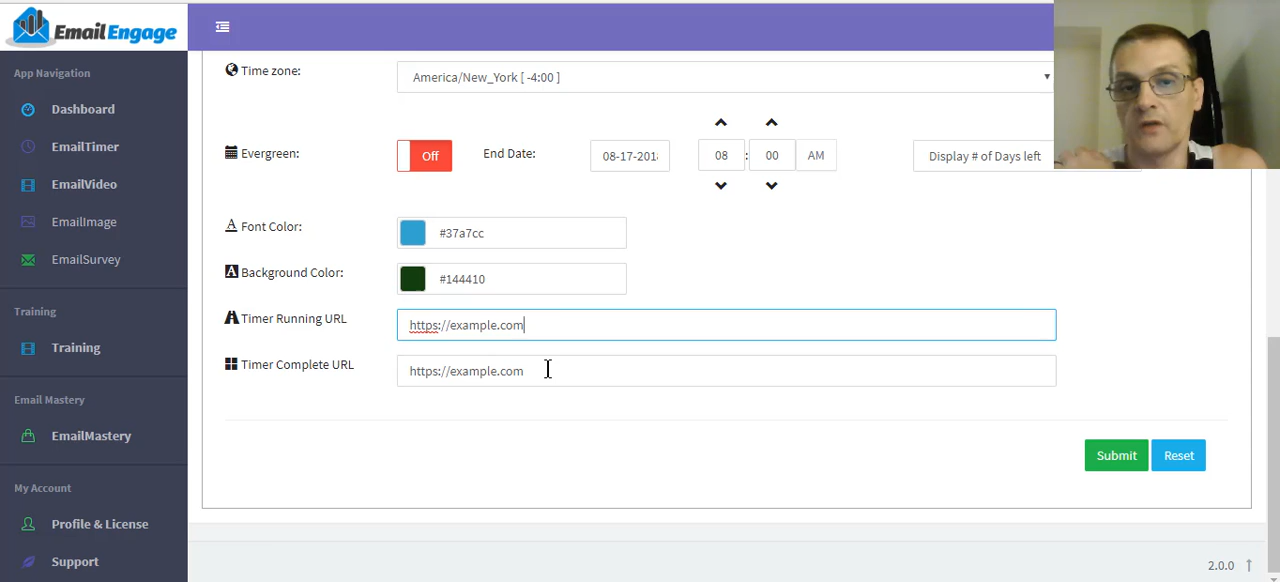 EmailEngage
App Navigation
Dashboard
EmailTimer
EmailVideo
EmailImage
EmailSurvey
Training
Training
Email Mastery
EmailMastery
My Account
Profile & License
Support
Time zone:
America/New_York [ -4:00 ]
Evergreen:
Off
End Date:
08-17-201
08 : 00 AM
Display # of Days left
A Font Color:
#37a7cc
A Background Color:
#144410
Timer Running URL
https://example.com
Timer Complete URL
https://example.com
Submit
Reset
2.0.0